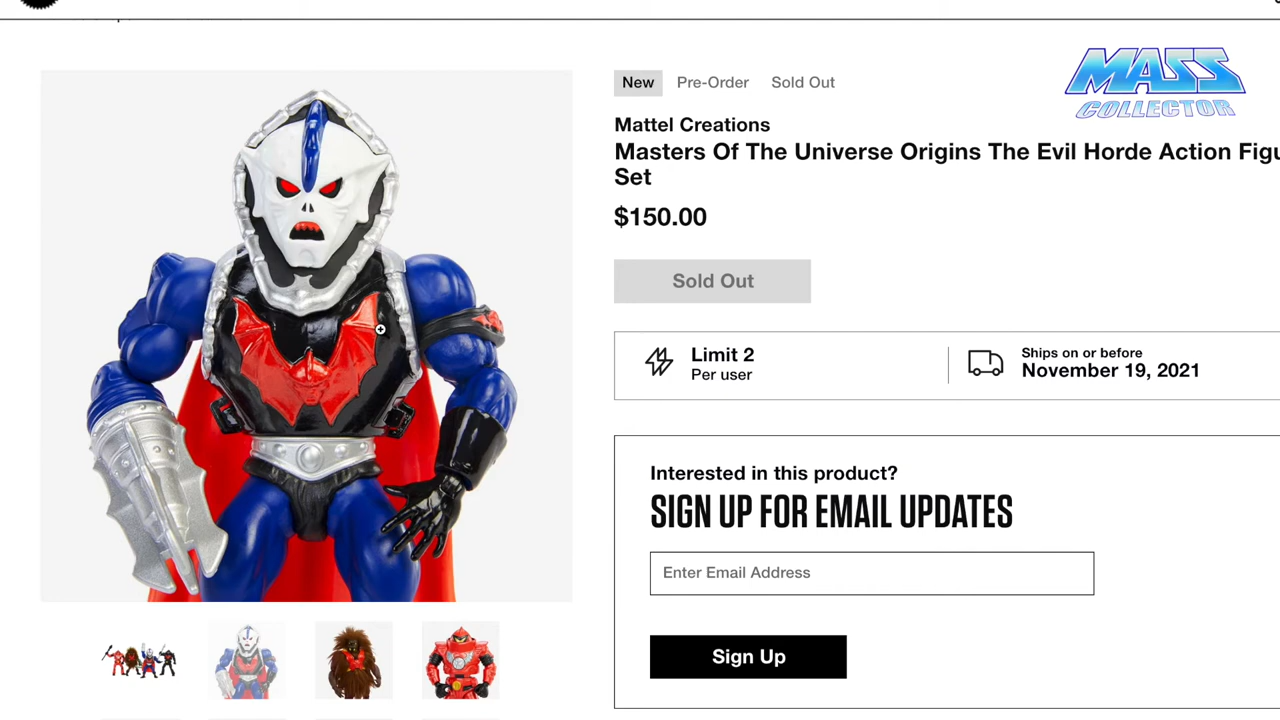 MASS
COLLECTOR
New Pre-Order Sold Out
Mattel Creations
Masters Of The Universe Origins The Evil Horde Action
Set
$150.00
Sold Out
Limit 2
Per user
Ships on or before
November 19, 2021
Interested in this product?
SIGN UP FOR EMAIL UPDATES
Enter Email Address
Sign Up